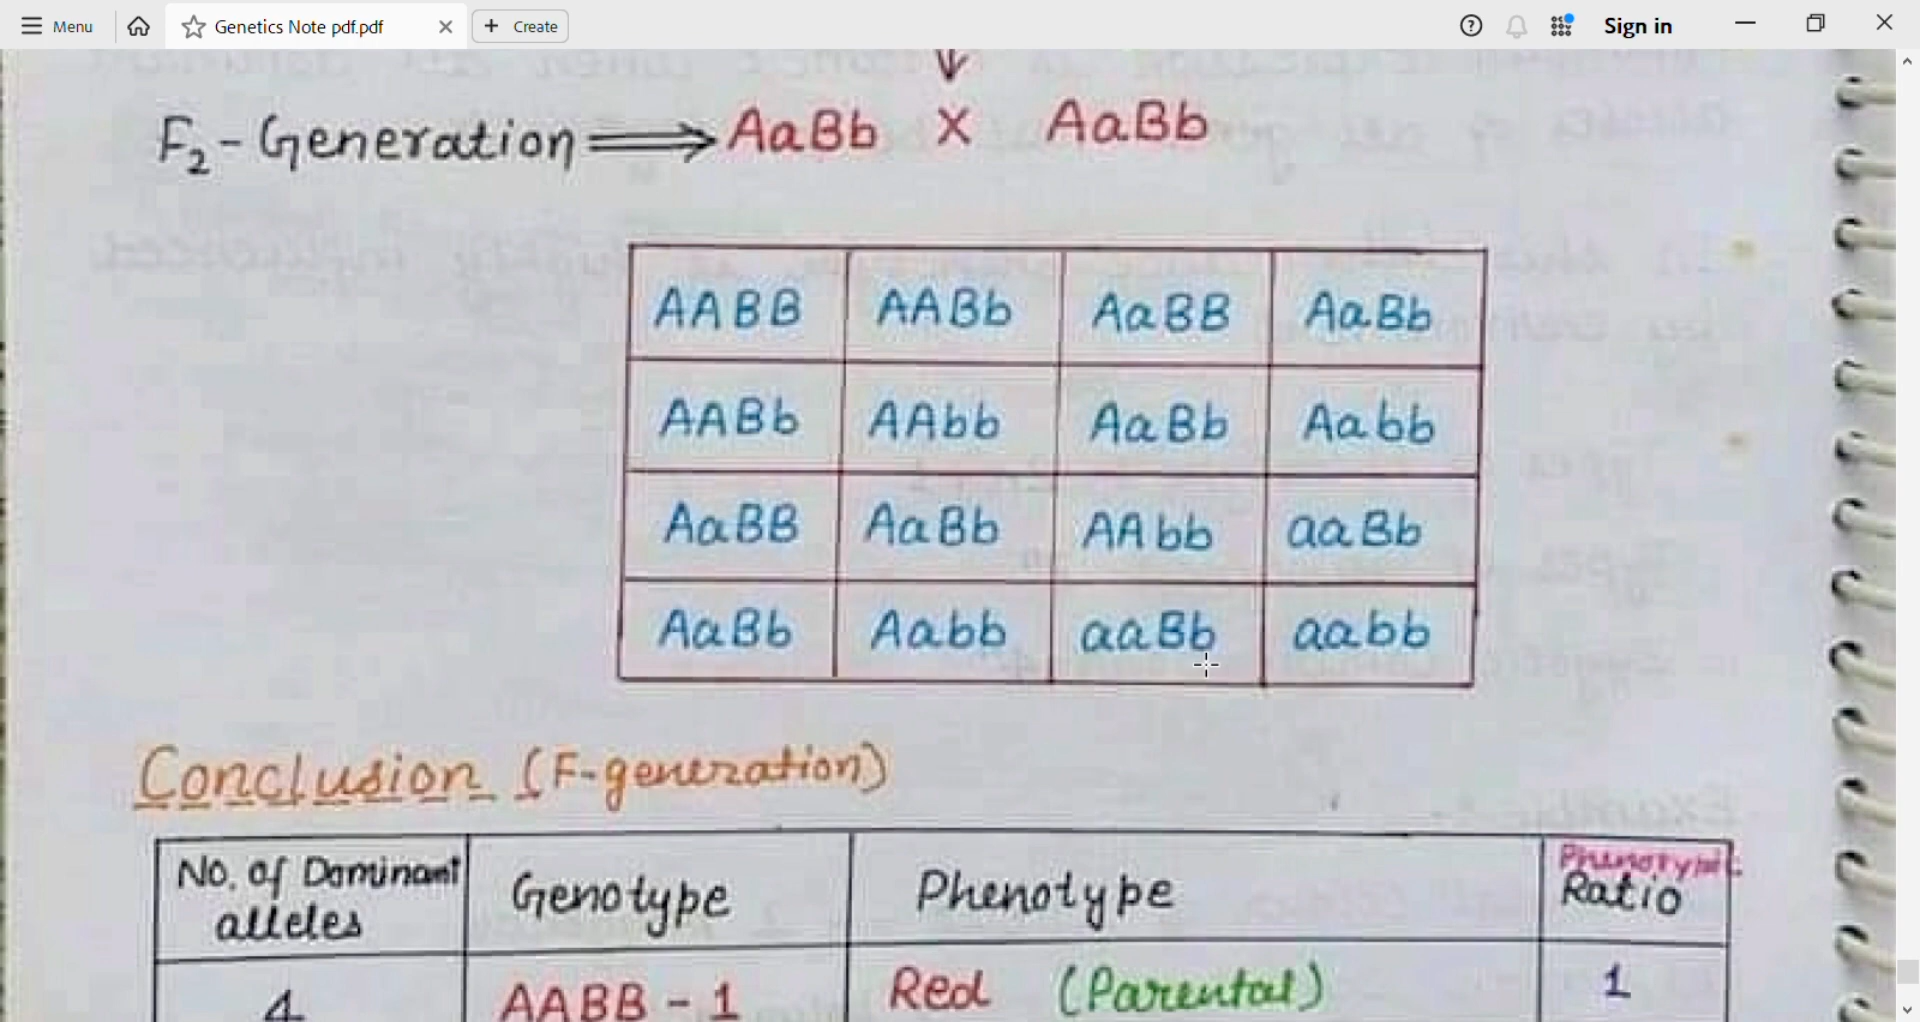 Menu
Genetics Note pdf.pdf
Create
Sign in
F2-Generation ⟹ AaBb X AaBb
AABB AABb AaBB AaBb
AABb AAbb AaBb Aabb
AaBB AaBb AAbb aaBb
AaBb Aabb aaBb aabb
Conclusion (F-generation)
No. of Dominant alleles Genotype Phenotype Phenotypic Ratio
4 AABB - 1 Red (Parental) 1